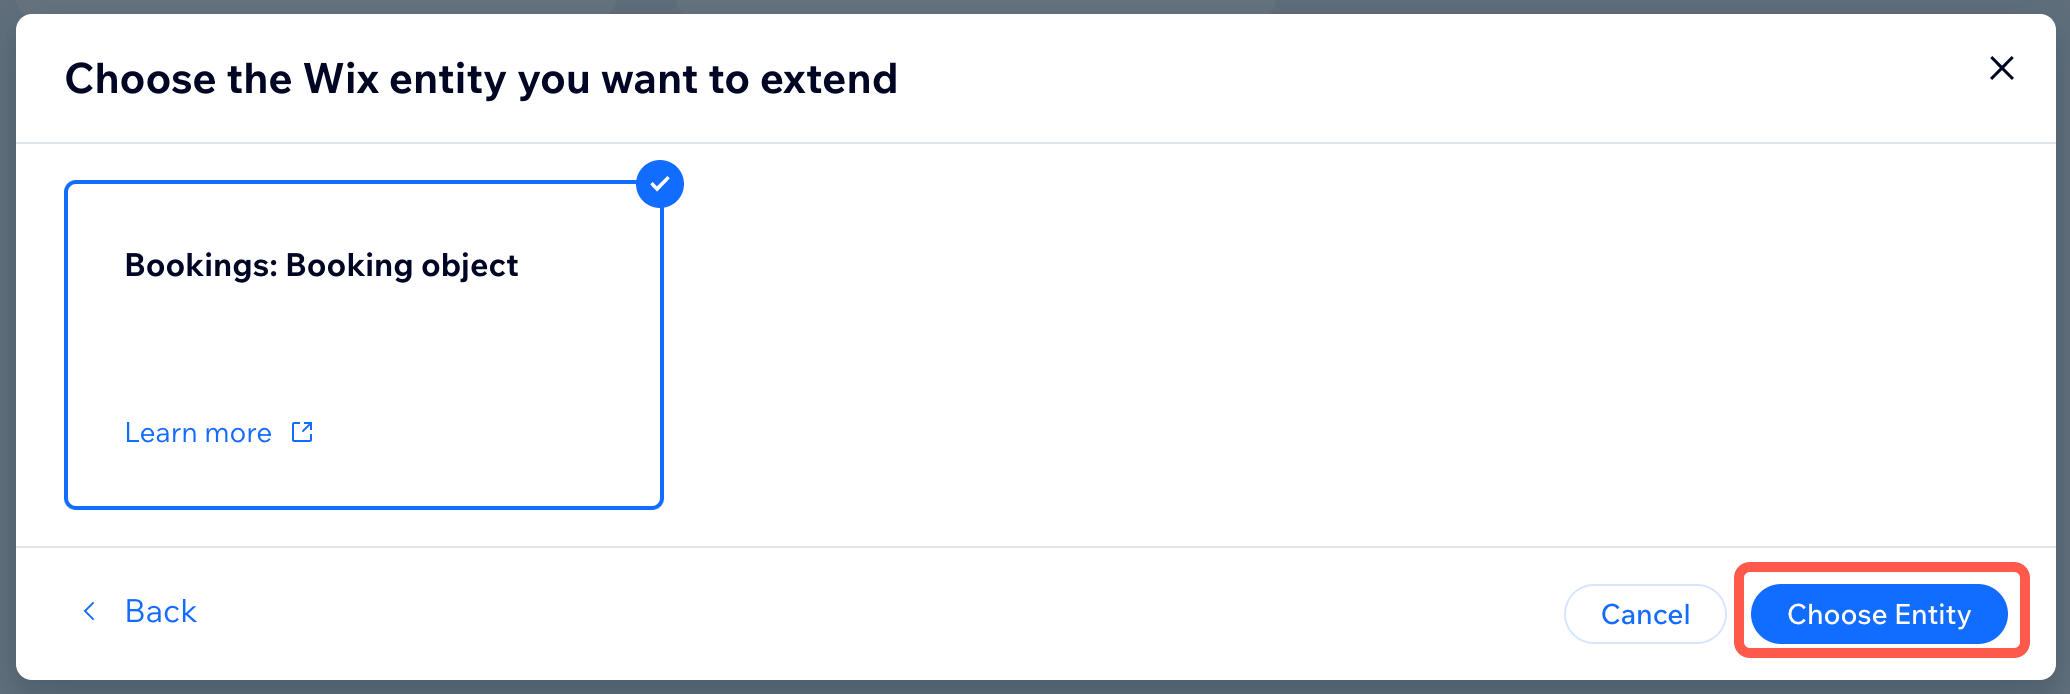 Choose the Wix entity you want to extend
Bookings: Booking object
Learn more
Back
Cancel
Choose Entity